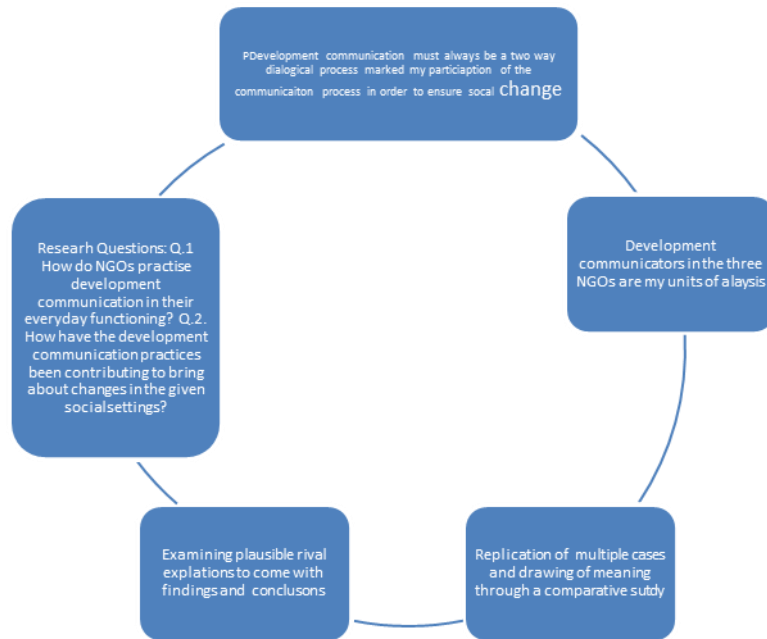 PDevelopment communication must always be a two way
dialogical process marked my particiaption of the
communicaiton process in order to ensure socal change
Development
communicators in the three
NGOs are my units of alaysis
Replication of multiple cases
and drawing of meaning
through a comparative sutdy
Examining plausible rival
explations to come with
findings and conclusons
Researh Questions: Q.1
How do NGOs practise
development
communication in their
everyday functioning? Q.2.
How have the development
communication practices
been contributing to bring
about changes in the given
socialsettings?